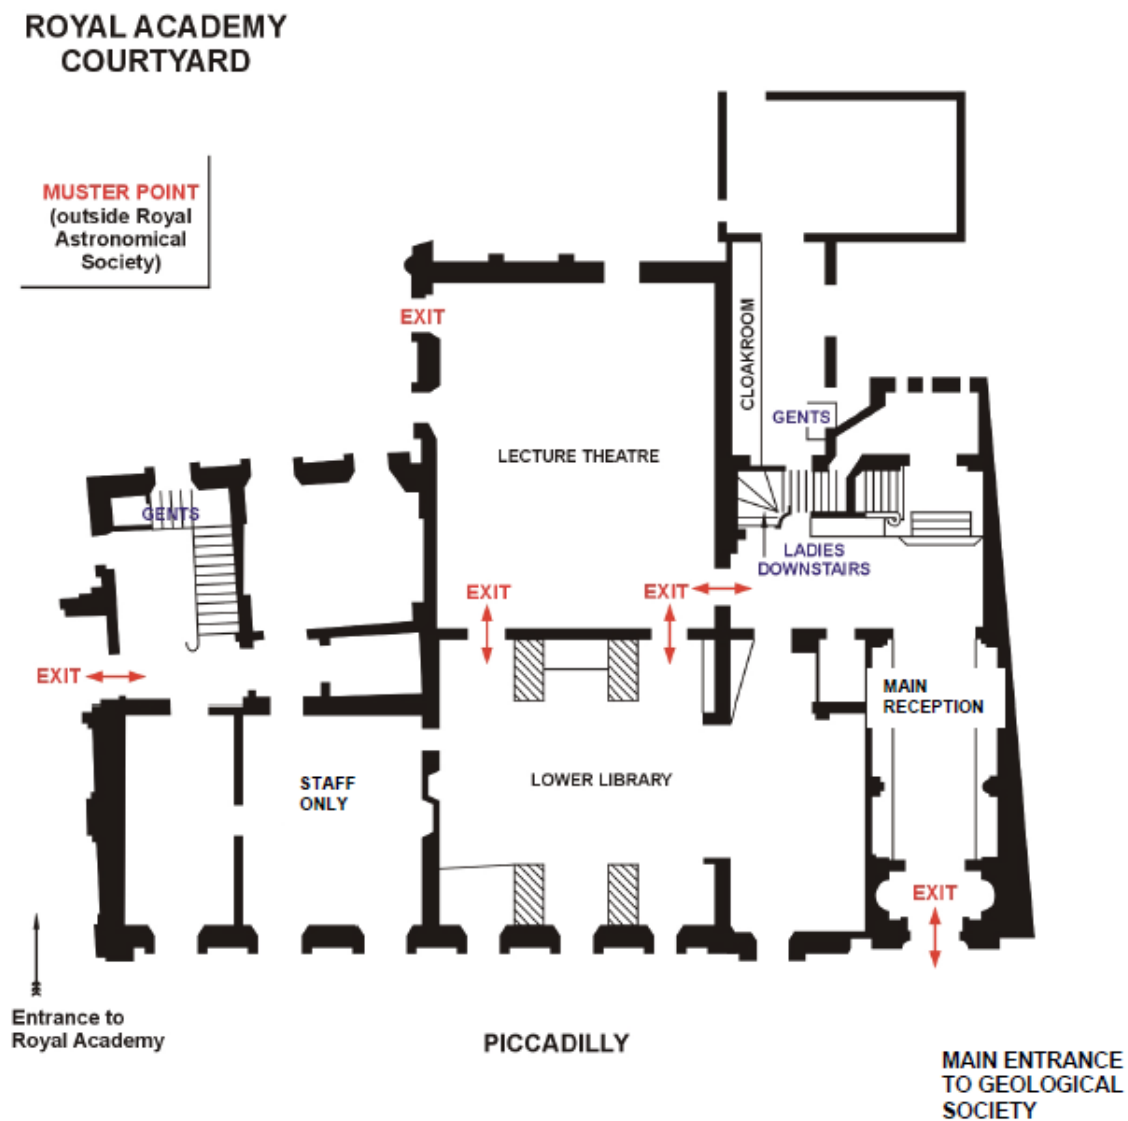 ROYAL ACADEMY
COURTYARD
MUSTER POINT
(outside Royal
Astronomical
Society)
EXIT
CLOAKROOM
GENTS
LECTURE THEATRE
GENTS
LADIES
DOWNSTAIRS
EXIT
EXIT
EXIT
MAIN
RECEPTION
STAFF
ONLY
LOWER LIBRARY
EXIT
Entrance to
Royal Academy
PICCADILLY
MAIN ENTRANCE
TO GEOLOGICAL
SOCIETY